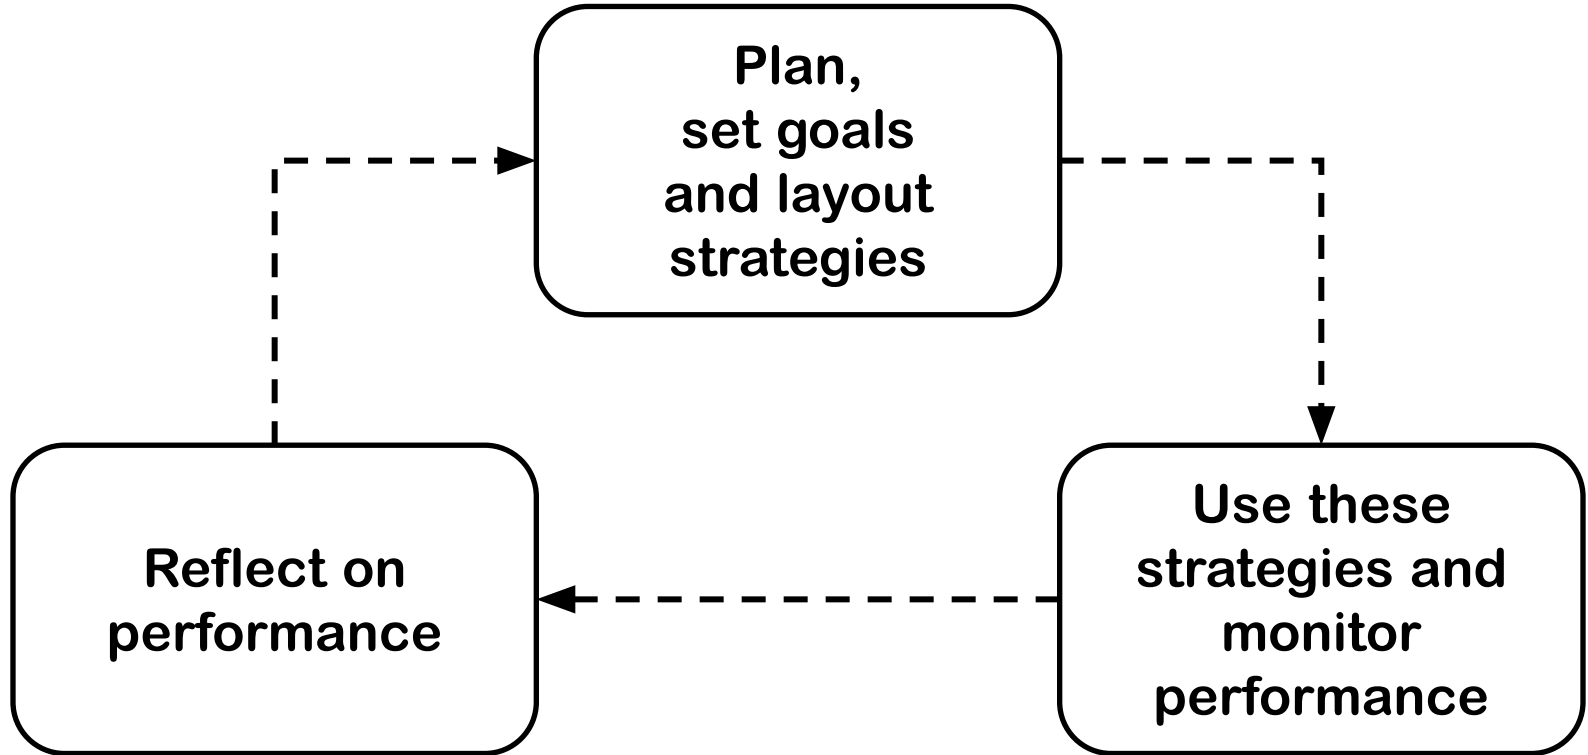 Plan,
set goals
and layout
strategies
Use these
strategies and
monitor
performance
Reflect on
performance